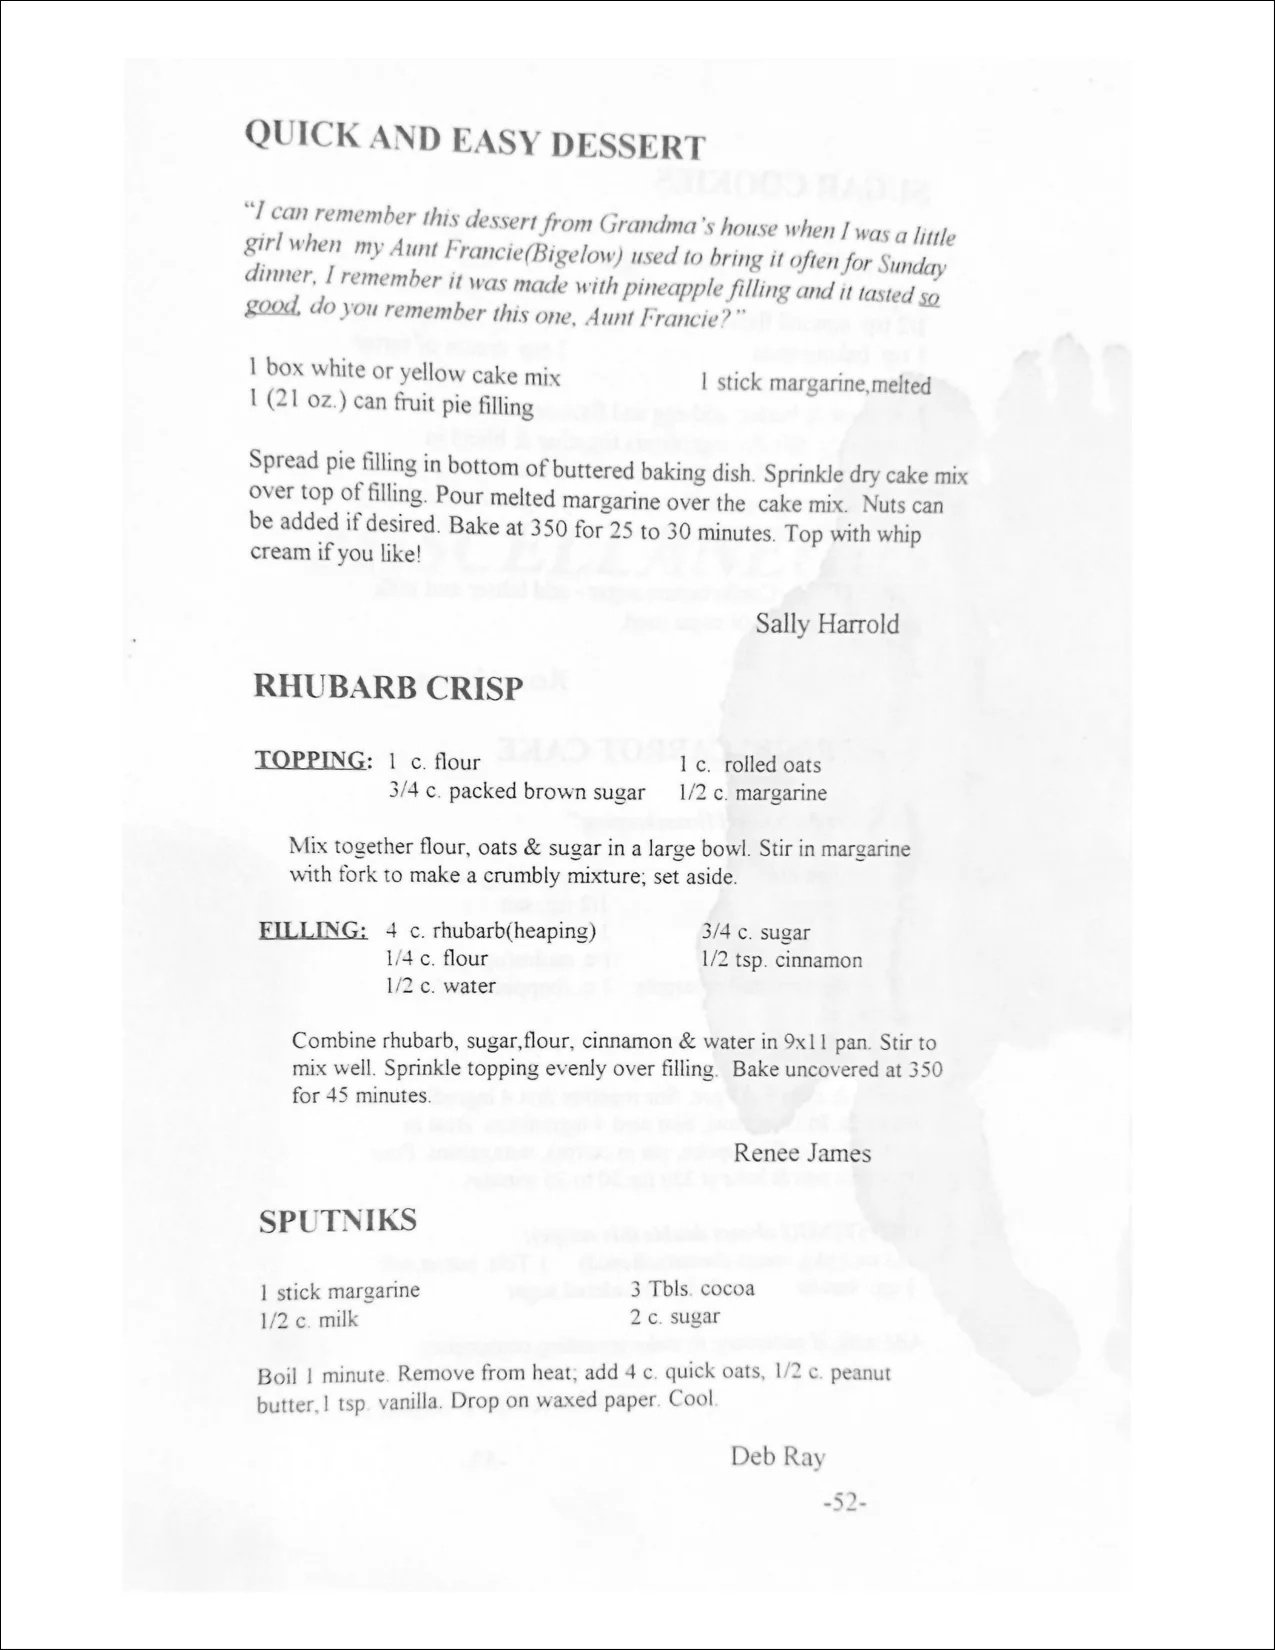 QUICK AND EASY DESSERT
"I can remember this dessert from Grandma's house when I was a little
girl when my Aunt Francie(Bigelow) used to bring it often for Sunday
dinner, I remember it was made with pineapple filling and it tasted so
good, do you remember this one, Aunt Francie?"
1 box white or yellow cake mix 1 stick margarine,melted
1 (21 oz.) can fruit pie filling
Spread pie filling in bottom of buttered baking dish. Sprinkle dry cake mix
over top of filling. Pour melted margarine over the cake mix. Nuts can
be added if desired. Bake at 350 for 25 to 30 minutes. Top with whip
cream if you like!
Sally Harrold
RHUBARB CRISP
TOPPING: 1 c. flour 1 c. rolled oats
3/4 c. packed brown sugar 1/2 c. margarine
Mix together flour, oats & sugar in a large bowl. Stir in margarine
with fork to make a crumbly mixture; set aside.
FILLING: 4 c. rhubarb(heaping) 3/4 c. sugar
1/4 c. flour 1/2 tsp. cinnamon
1/2 c. water
Combine rhubarb, sugar,flour, cinnamon & water in 9x11 pan. Stir to
mix well. Sprinkle topping evenly over filling. Bake uncovered at 350
for 45 minutes.
Renee James
SPUTNIKS
1 stick margarine 3 Tbls. cocoa
1/2 c. milk 2 c. sugar
Boil 1 minute. Remove from heat; add 4 c. quick oats, 1/2 c. peanut
butter,1 tsp. vanilla. Drop on waxed paper. Cool.
Deb Ray
-52-